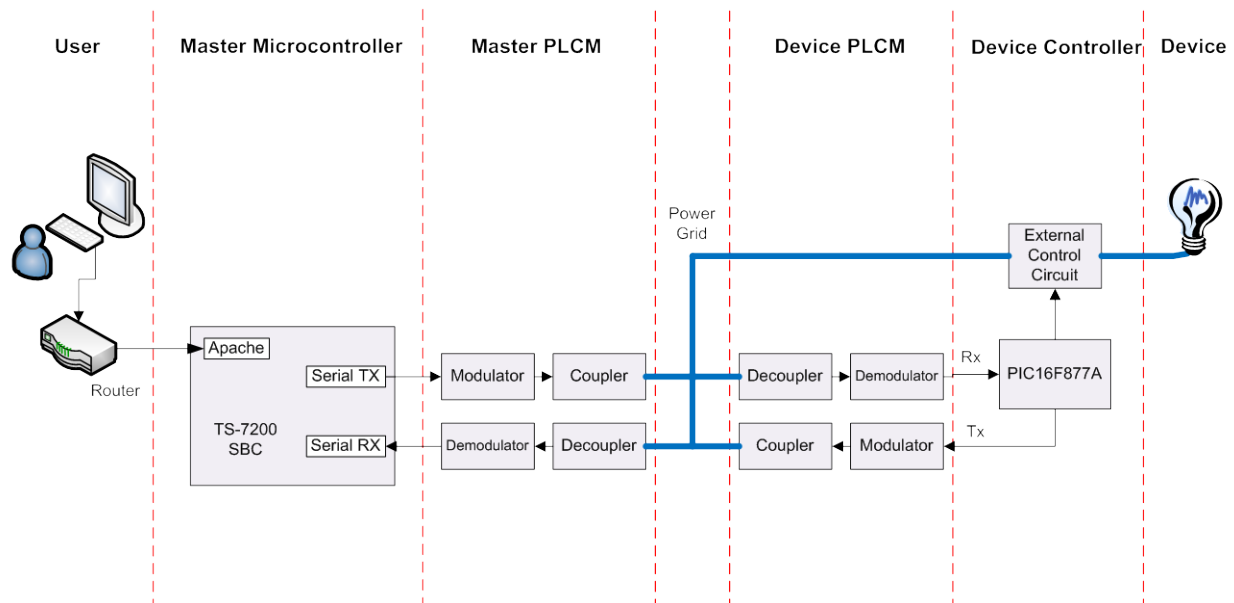 User
Master Microcontroller
Master PLCM
Device PLCM
Device Controller
Device
Power
Grid
External
Control
Circuit
Router
Apache
Serial TX
TS-7200
SBC
Serial RX
Modulator
Coupler
Demodulator
Decoupler
Decoupler
Demodulator
Coupler
Modulator
Rx
PIC16F877A
Tx